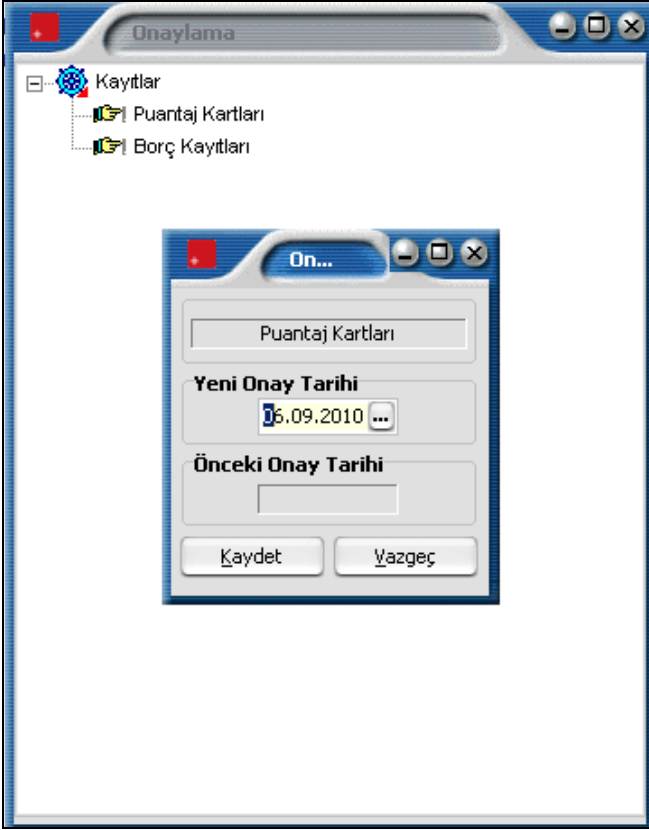 Onaylama
Kayıtlar
Puantaj Kartları
Borç Kayıtları
On...
Puantaj Kartları
Yeni Onay Tarihi
06.09.2010 ...
Önceki Onay Tarihi
Kaydet Vazgeç